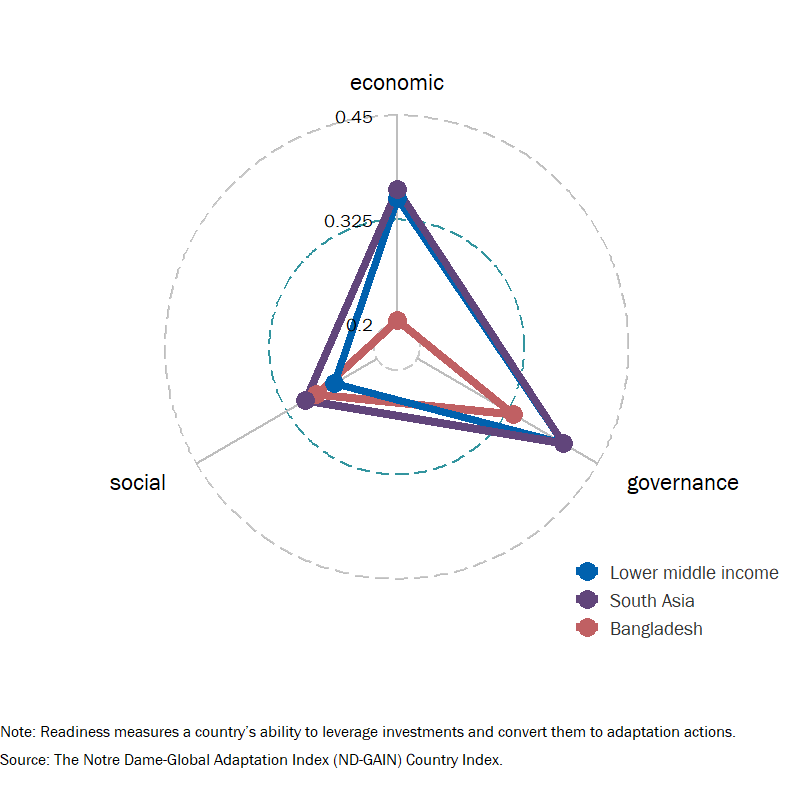 economic
0.45
0.325
0.2
social
governance
Lower middle income
South Asia
Bangladesh
Note: Readiness measures a country’s ability to leverage investments and convert them to adaptation actions.
Source: The Notre Dame-Global Adaptation Index (ND-GAIN) Country Index.